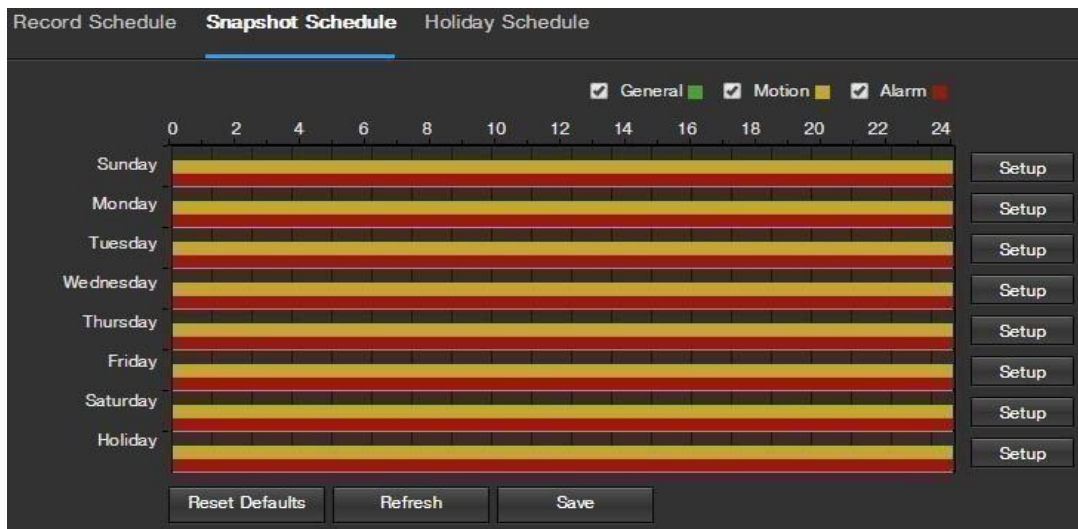 Record Schedule Snapshot Schedule Holiday Schedule
General Motion Alarm
0 2 4 6 8 10 12 14 16 18 20 22 24
Sunday Setup
Monday Setup
Tuesday Setup
Wednesday Setup
Thursday Setup
Friday Setup
Saturday Setup
Holiday Setup
Reset Defaults Refresh Save